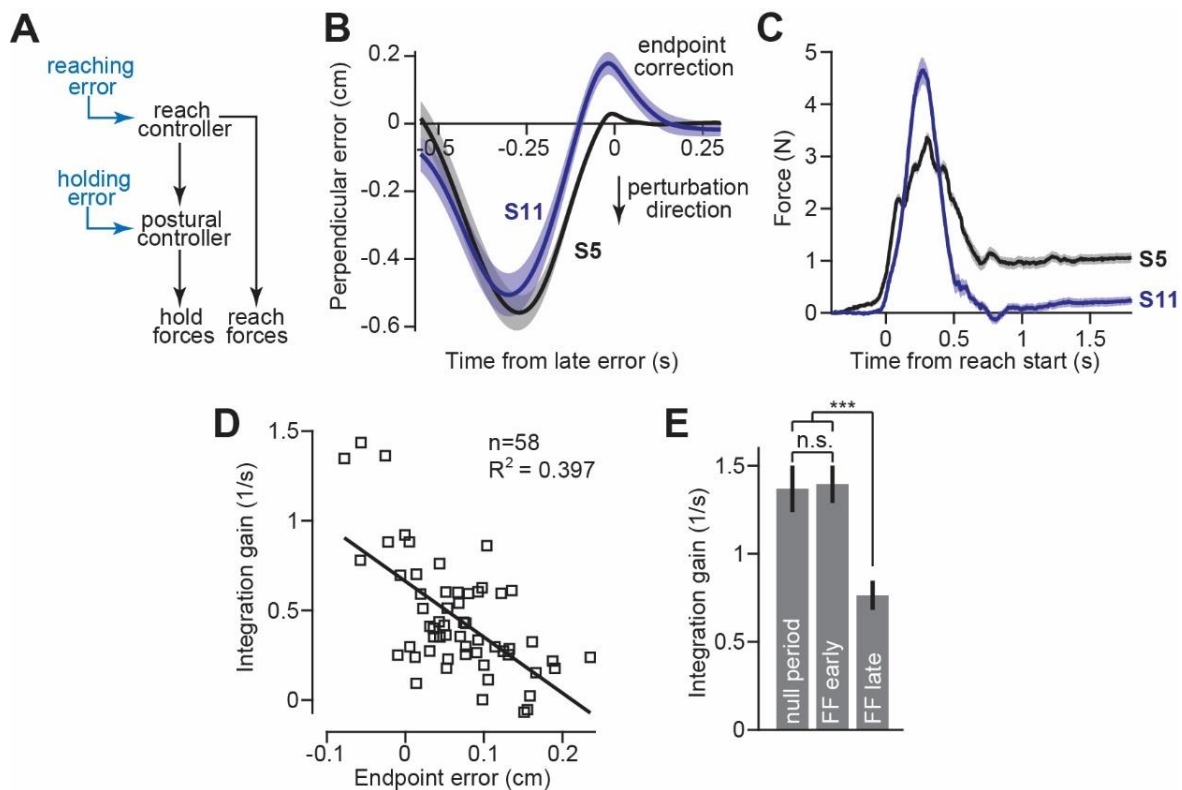 A
reaching
error
reach
controller
holding
error
postural
controller
hold
forces
reach
forces
B
Perpendicular error (cm)
0.2
0
-0.2
-0.4
-0.6
-0.5
-0.25
0
0.25
endpoint
correction
perturbation
direction
S11
S5
Time from late error (s)
C
Force (N)
5
4
3
2
1
0
0
0.5
1
1.5
S5
S11
Time from reach start (s)
D
Integration gain (1/s)
1.5
1
0.5
0
n=58
R² = 0.397
-0.1
0
0.1
0.2
Endpoint error (cm)
E
Integration gain (1/s)
1.5
1
0.5
0
***
n.s.
null period
FF early
FF late